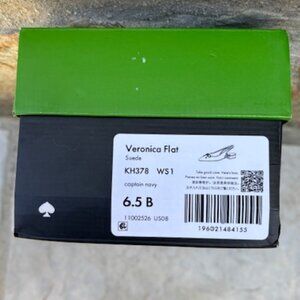 Veronica Flat
Suede
KH378 WS1
captain navy
6.5 B
11002526 US08
196021484155